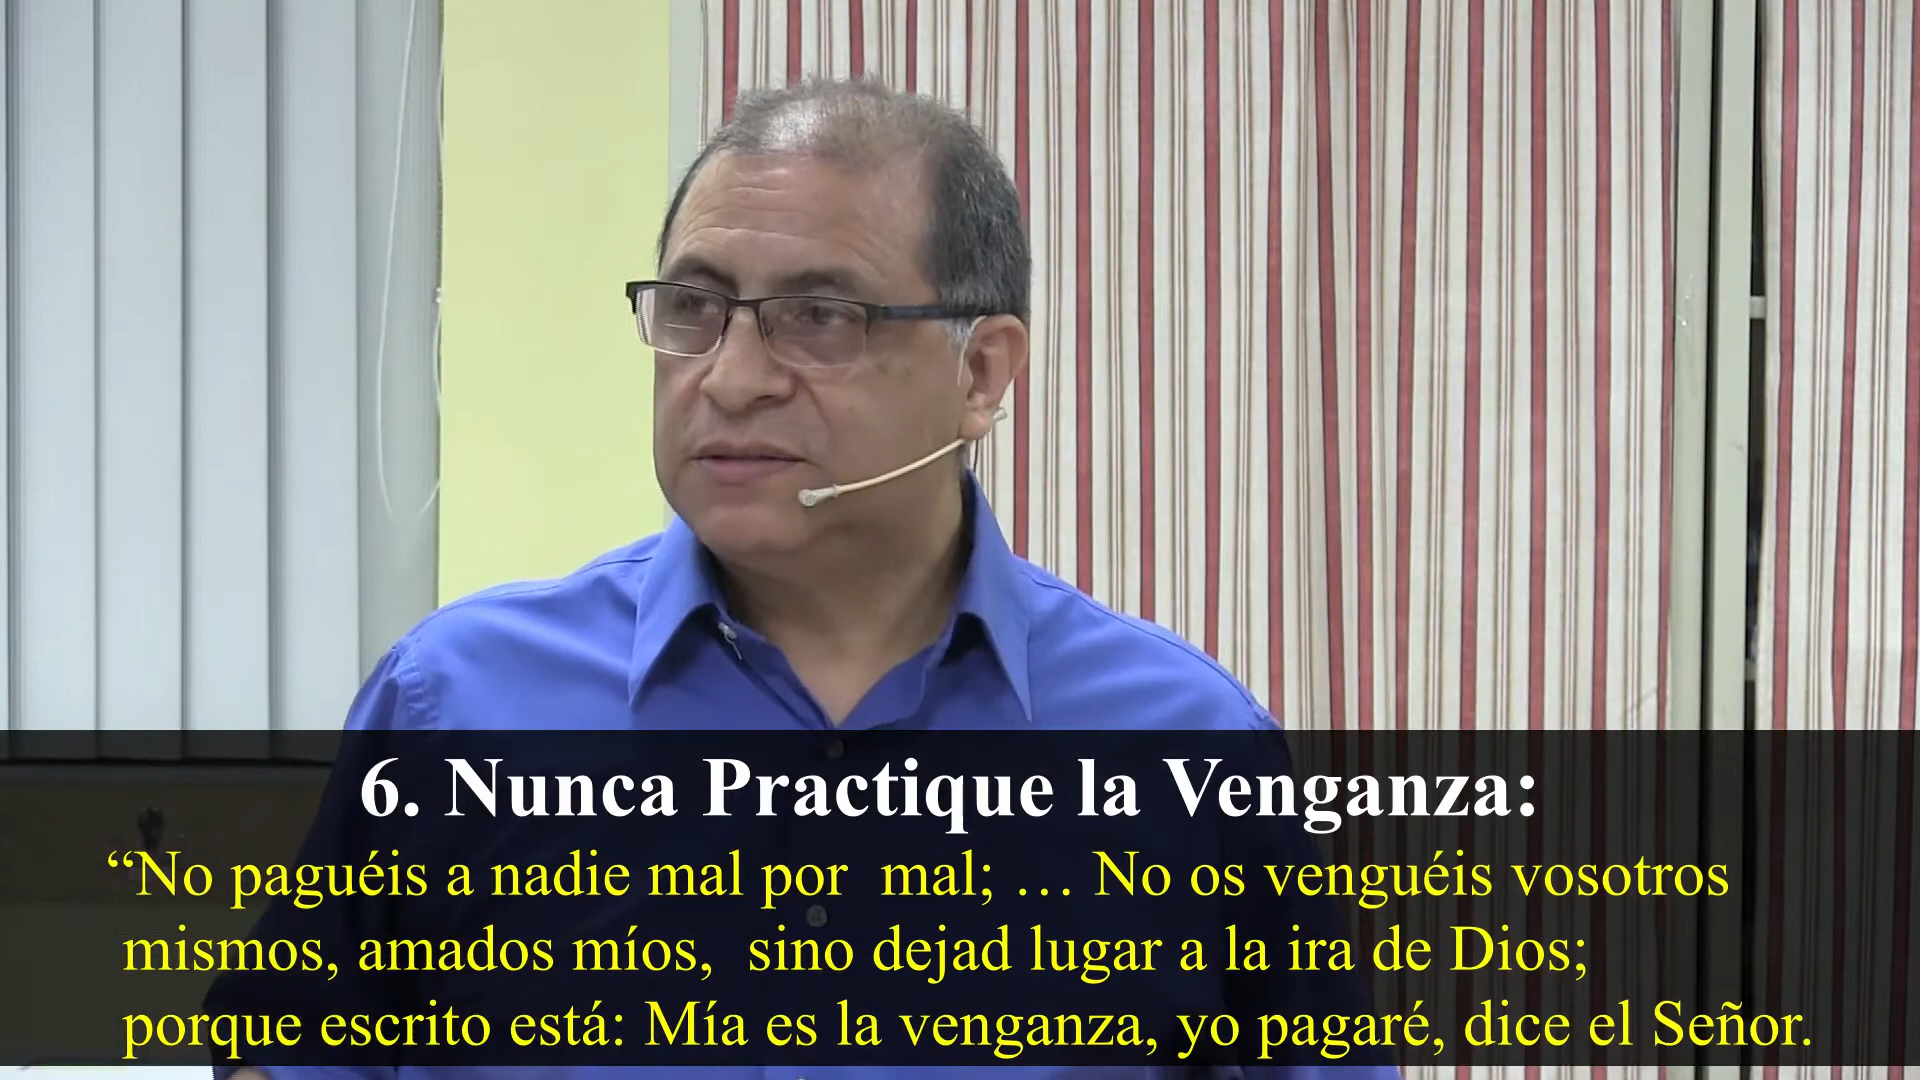 6. Nunca Practique la Venganza:
“No paguéis a nadie mal por  mal; … No os venguéis vosotros
mismos, amados míos,  sino dejad lugar a la ira de Dios;
porque escrito está: Mía es la venganza, yo pagaré, dice el Señor.